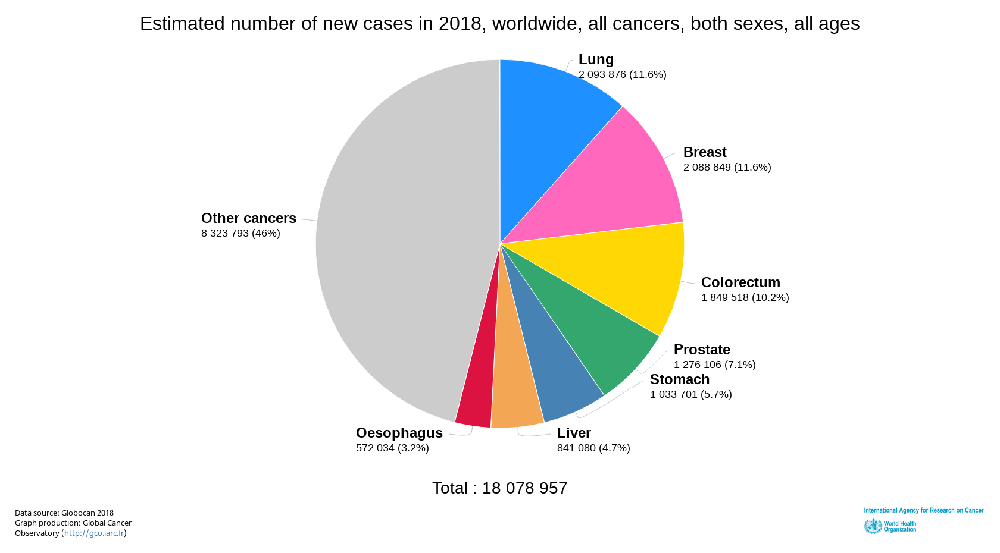 Estimated number of new cases in 2018, worldwide, all cancers, both sexes, all ages
Lung
2 093 876 (11.6%)
Breast
2 088 849 (11.6%)
Other cancers
8 323 793 (46%)
Colorectum
1 849 518 (10.2%)
Prostate
1 276 106 (7.1%)
Stomach
1 033 701 (5.7%)
Oesophagus
572 034 (3.2%)
Liver
841 080 (4.7%)
Total : 18 078 957
Data source: Globocan 2018
Graph production: Global Cancer
Observatory (http://gco.iarc.fr)
International Agency for Research on Cancer
World Health
Organization